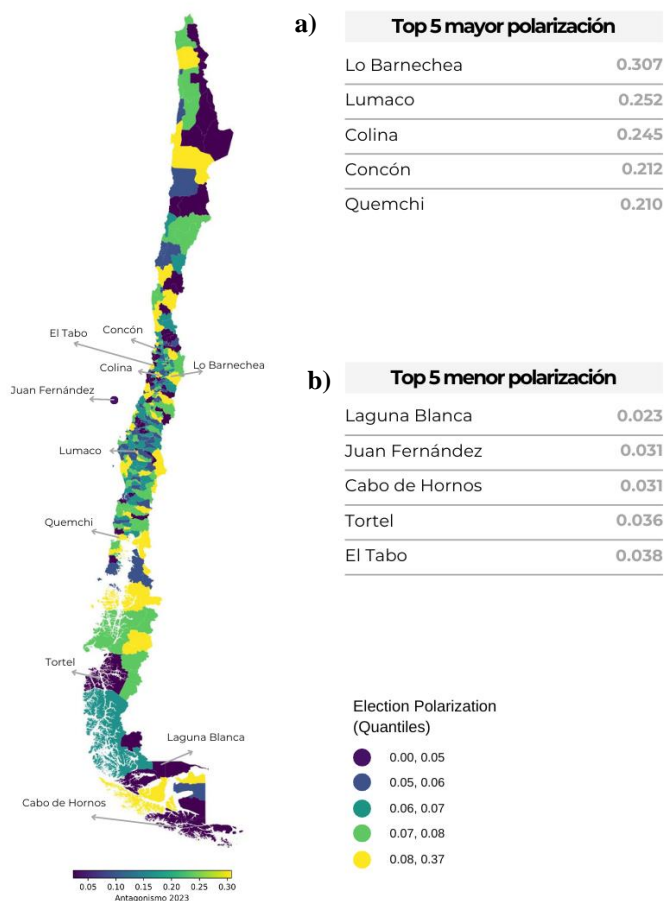 a)
Top 5 mayor polarización
Lo Barnechea 0.307
Lumaco 0.252
Colina 0.245
Concón 0.212
Quemchi 0.210
Concón
El Tabo
Colina
Lo Barnechea
Juan Fernández
Lumaco
Quemchi
Tortel
Laguna Blanca
Cabo de Hornos
0.05 0.10 0.15 0.20 0.25 0.30
Antagonismo 2023
b)
Top 5 menor polarización
Laguna Blanca 0.023
Juan Fernández 0.031
Cabo de Hornos 0.031
Tortel 0.036
El Tabo 0.038
Election Polarization
(Quantiles)
0.00, 0.05
0.05, 0.06
0.06, 0.07
0.07, 0.08
0.08, 0.37